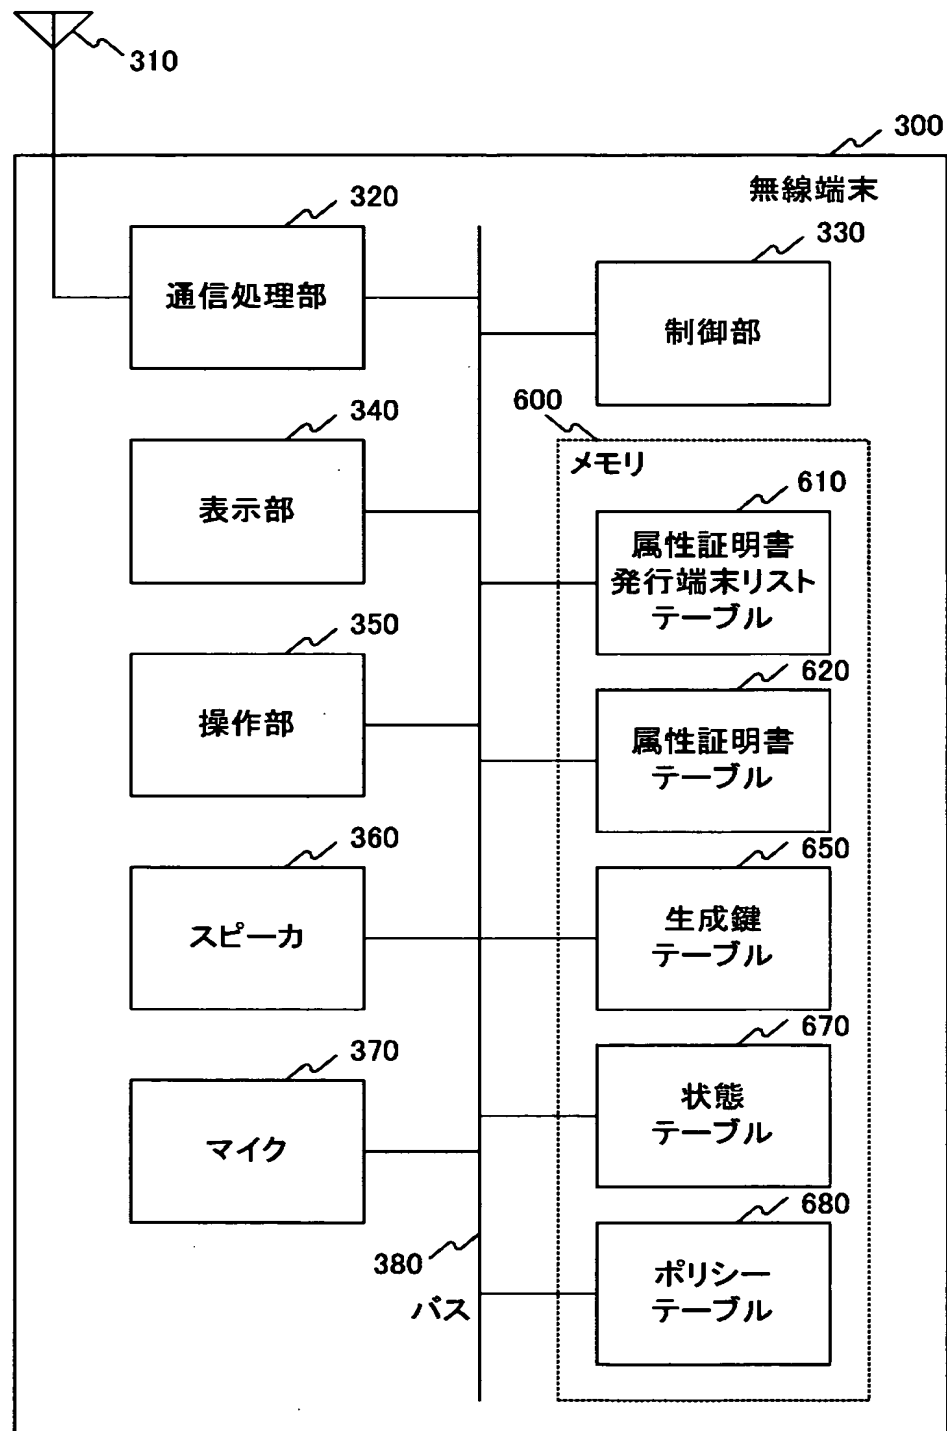 310
300
無線端末
320
通信処理部
330
制御部
340
表示部
600
メモリ
610
属性証明書
発行端末リスト
テーブル
350
操作部
620
属性証明書
テーブル
360
スピーカ
650
生成鍵
テーブル
370
マイク
670
状態
テーブル
380
バス
680
ポリシー
テーブル